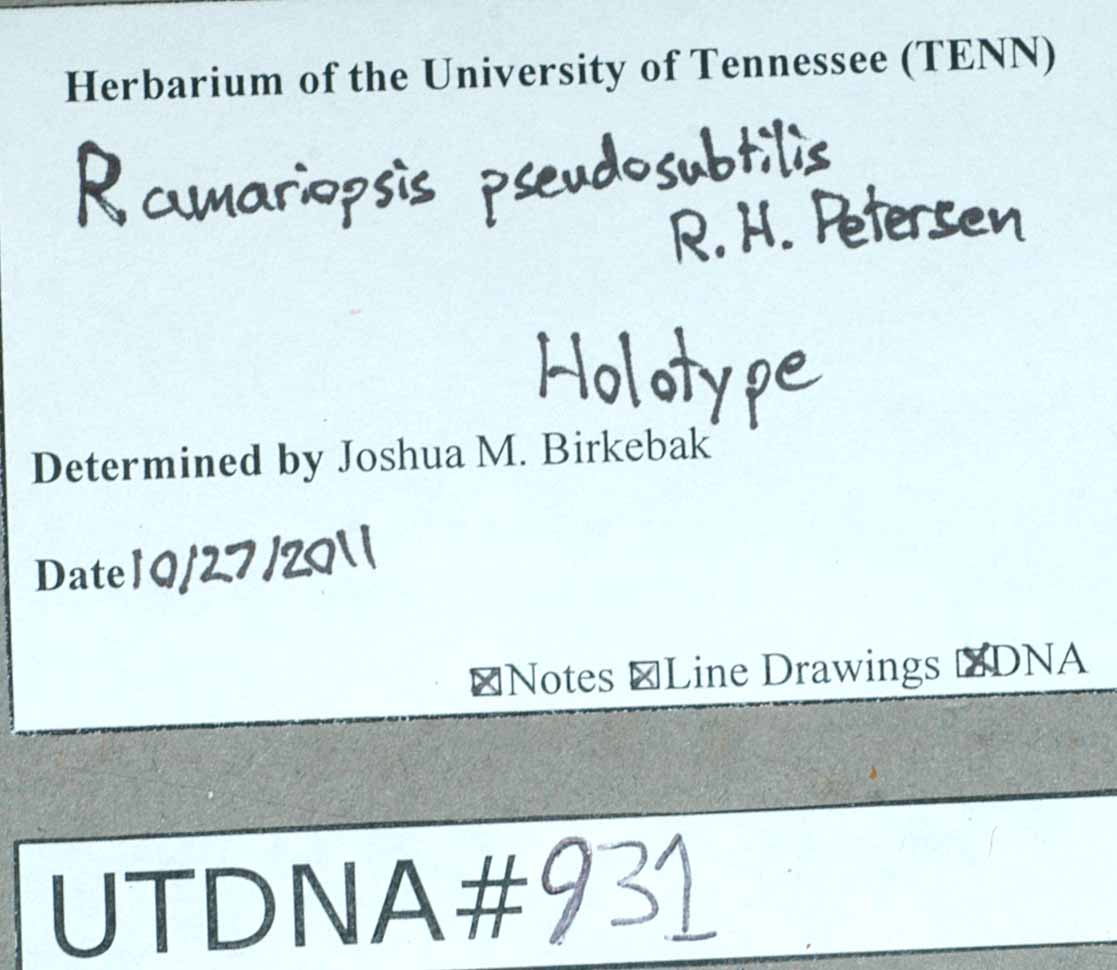 Herbarium of the University of Tennessee (TENN)
Ramariopsis pseudosubtilis
R. H. Petersen
Holotype
Determined by Joshua M. Birkebak
Date 10/27/2011
☒Notes ☒Line Drawings ☒DNA
UTDNA#931